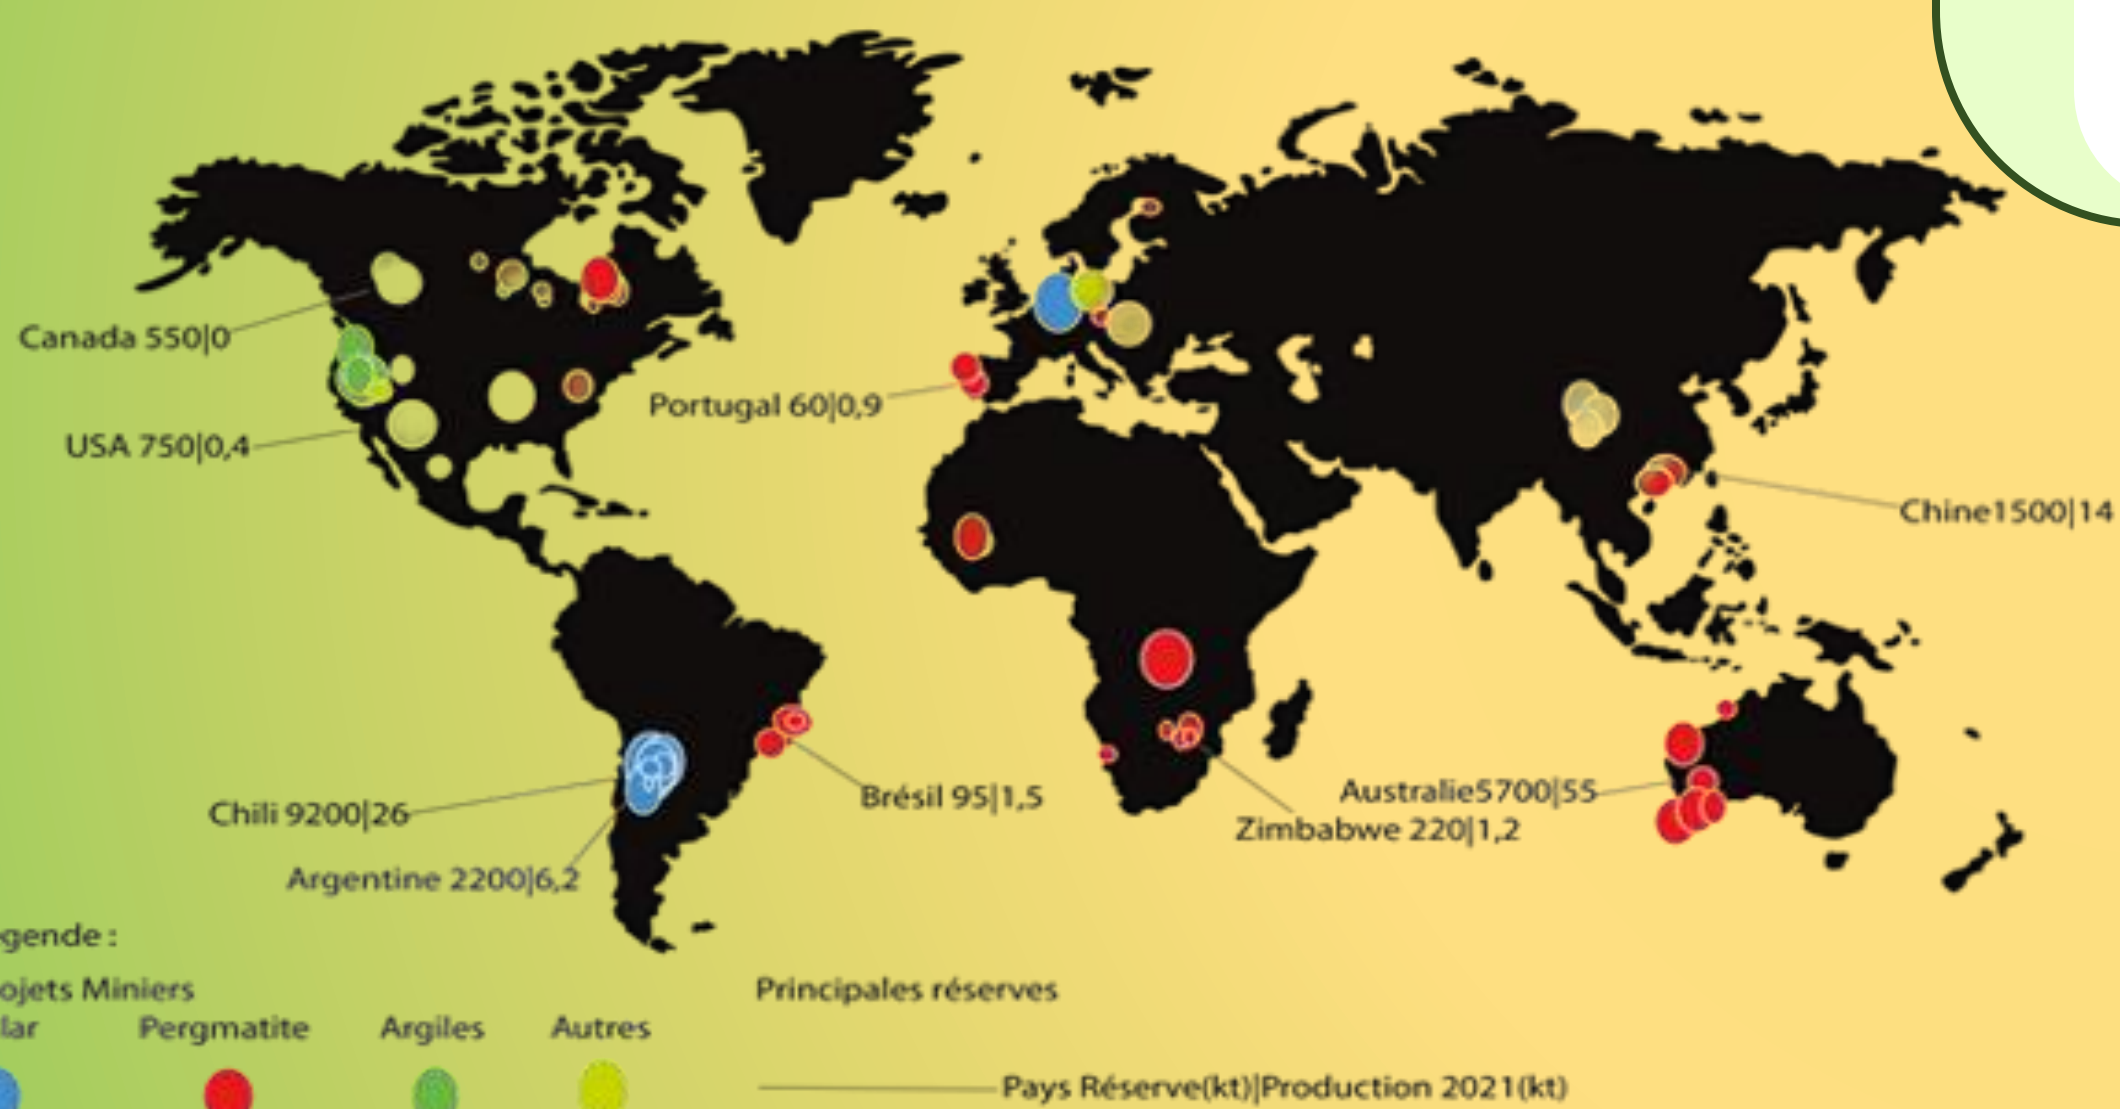 Canada 550|0
USA 750|0,4
Portugal 60|0,9
Chine1500|14
Chili 9200|26
Argentine 2200|6,2
Brésil 95|1,5
Australie5700|55
Zimbabwe 220|1,2
gende :
ojets Miniers
Principales réserves
lar Pergmatite Argiles Autres
Pays Réserve(kt)|Production 2021(kt)